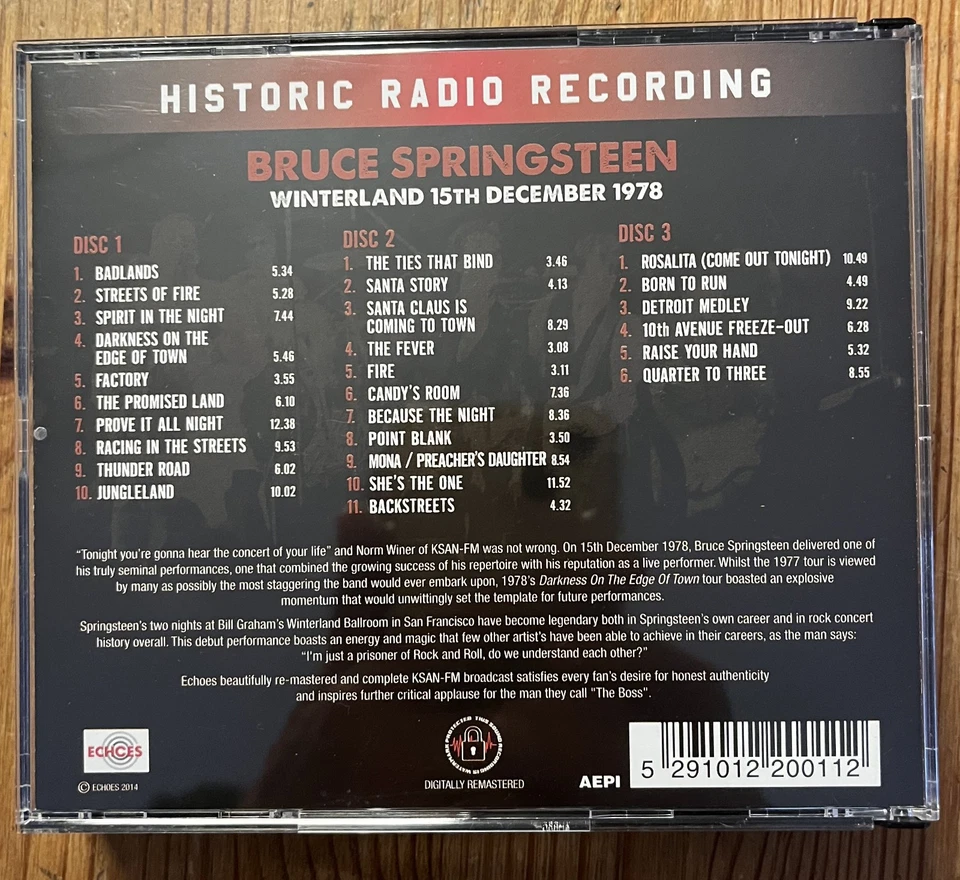 HISTORIC RADIO RECORDING
BRUCE SPRINGSTEEN
WINTERLAND 15TH DECEMBER 1978
DISC 1
1. BADLANDS 5.34
2. STREETS OF FIRE 5.28
3. SPIRIT IN THE NIGHT 7.44
4. DARKNESS ON THE
EDGE OF TOWN 5.46
5. FACTORY 3.55
6. THE PROMISED LAND 6.10
7. PROVE IT ALL NIGHT 12.38
8. RACING IN THE STREETS 9.53
9. THUNDER ROAD 6.02
10. JUNGLELAND 10.02
DISC 2
1. THE TIES THAT BIND 3.46
2. SANTA STORY 4.13
3. SANTA CLAUS IS
COMING TO TOWN 8.29
4. THE FEVER 3.08
5. FIRE 3.11
6. CANDY'S ROOM 7.36
7. BECAUSE THE NIGHT 8.36
8. POINT BLANK 3.50
9. MONA / PREACHER'S DAUGHTER 8.54
10. SHE'S THE ONE 11.52
11. BACKSTREETS 4.32
DISC 3
1. ROSALITA (COME OUT TONIGHT) 10.49
2. BORN TO RUN 4.49
3. DETROIT MEDLEY 9.22
4. 10th AVENUE FREEZE-OUT 6.28
5. RAISE YOUR HAND 5.32
6. QUARTER TO THREE 8.55
“Tonight you’re gonna hear the concert of your life” and Norm Winer of KSAN-FM was not wrong. On 15th December 1978, Bruce Springsteen delivered one of
his truly seminal performances, one that combined the growing success of his repertoire with his reputation as a live performer. Whilst the 1977 tour is viewed
by many as possibly the most staggering the band would ever embark upon, 1978’s Darkness On The Edge Of Town tour boasted an explosive
momentum that would unwittingly set the template for future performances.
Springsteen’s two nights at Bill Graham’s Winterland Ballroom in San Francisco have become legendary both in Springsteen’s own career and in rock concert
history overall. This debut performance boasts an energy and magic that few other artist’s have been able to achieve in their careers, as the man says:
“I’m just a prisoner of Rock and Roll, do we understand each other?”
Echoes beautifully re-mastered and complete KSAN-FM broadcast satisfies every fan’s desire for honest authenticity
and inspires further critical applause for the man they call "The Boss".
ECHOES
© ECHOES 2014
PROTECTED THIS SOUND RECORDING IS WATERMARK
DIGITALLY REMASTERED
AEPI
5 291012 200112